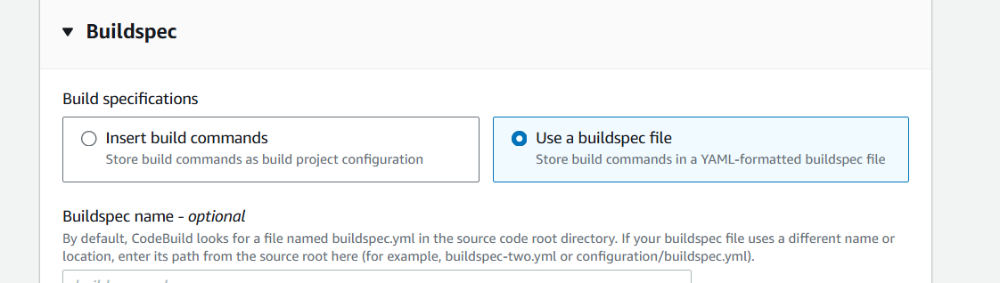 Buildspec
Build specifications
Insert build commands
Store build commands as build project configuration
Use a buildspec file
Store build commands in a YAML-formatted buildspec file
Buildspec name - optional
By default, CodeBuild looks for a file named buildspec.yml in the source code root directory. If your buildspec file uses a different name or
location, enter its path from the source root here (for example, buildspec-two.yml or configuration/buildspec.yml).